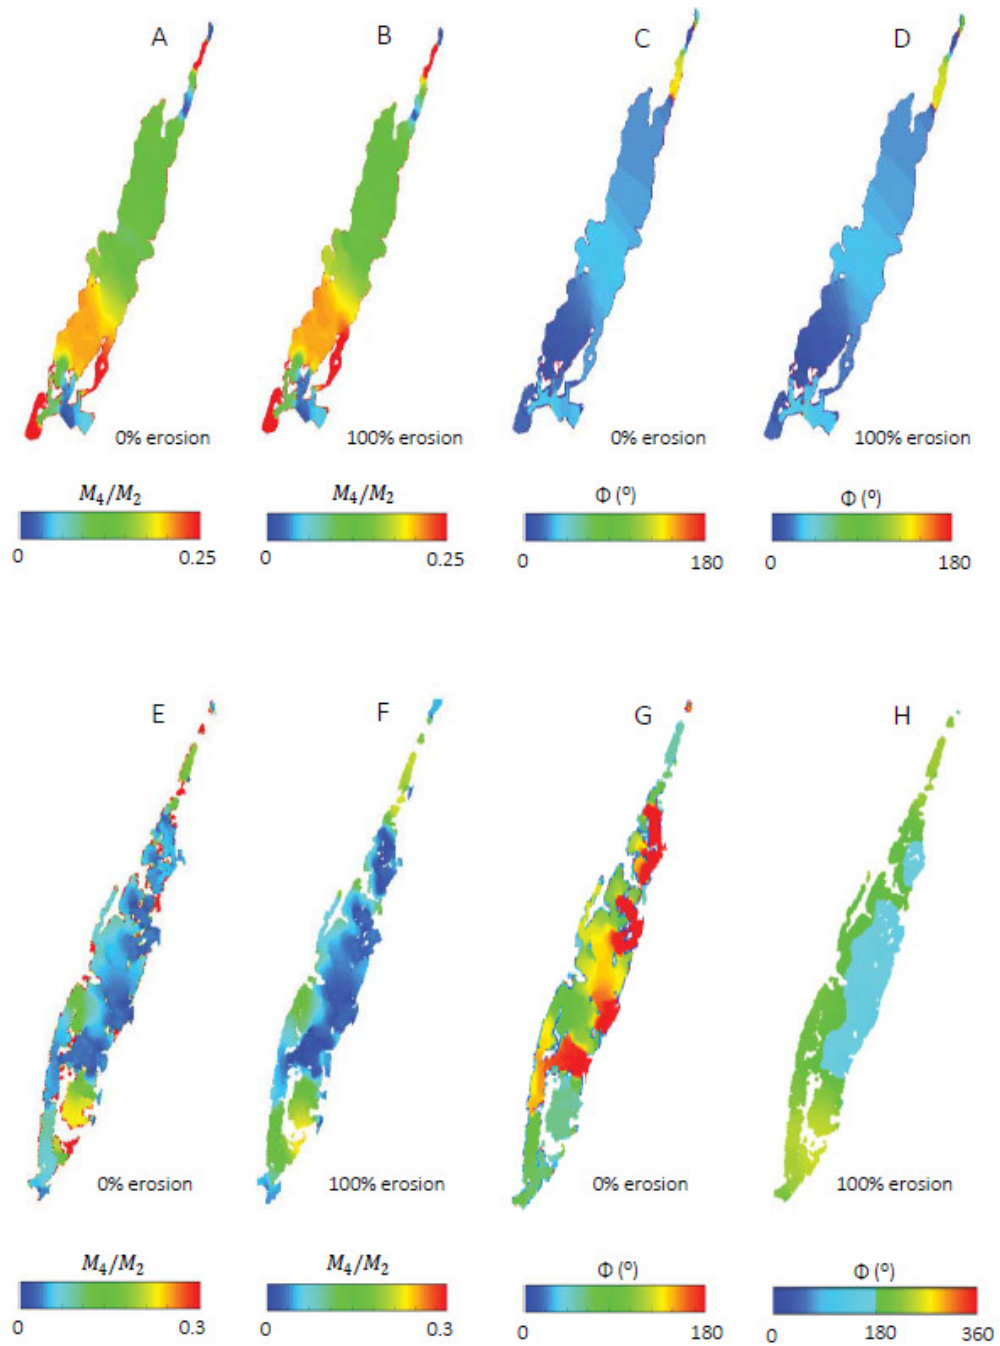 A B C D
0% erosion 100% erosion 0% erosion 100% erosion
M₄/M₂ M₄/M₂ Φ (°) Φ (°)
0 0.25 0 0.25 0 180 0 180
E F G H
0% erosion 100% erosion 0% erosion 100% erosion
M₄/M₂ M₄/M₂ Φ (°) Φ (°)
0 0.3 0 0.3 0 180 0 180 360